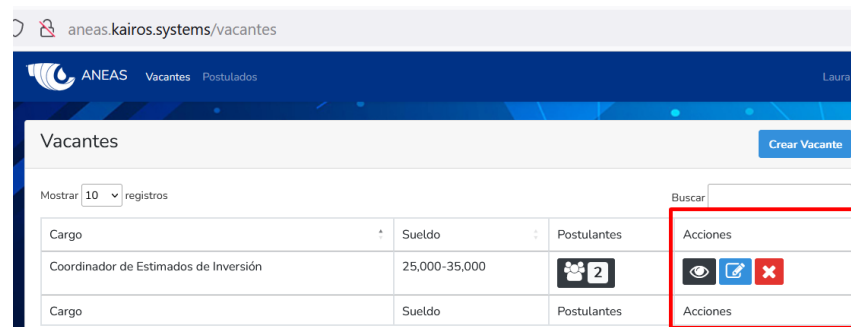 aneas.kairos.systems/vacantes
ANEAS Vacantes Postulados Laura
Vacantes Crear Vacante
Mostrar 10 registros Buscar
Cargo Sueldo Postulantes Acciones
Coordinador de Estimados de Inversión 25,000-35,000 2
Cargo Sueldo Postulantes Acciones